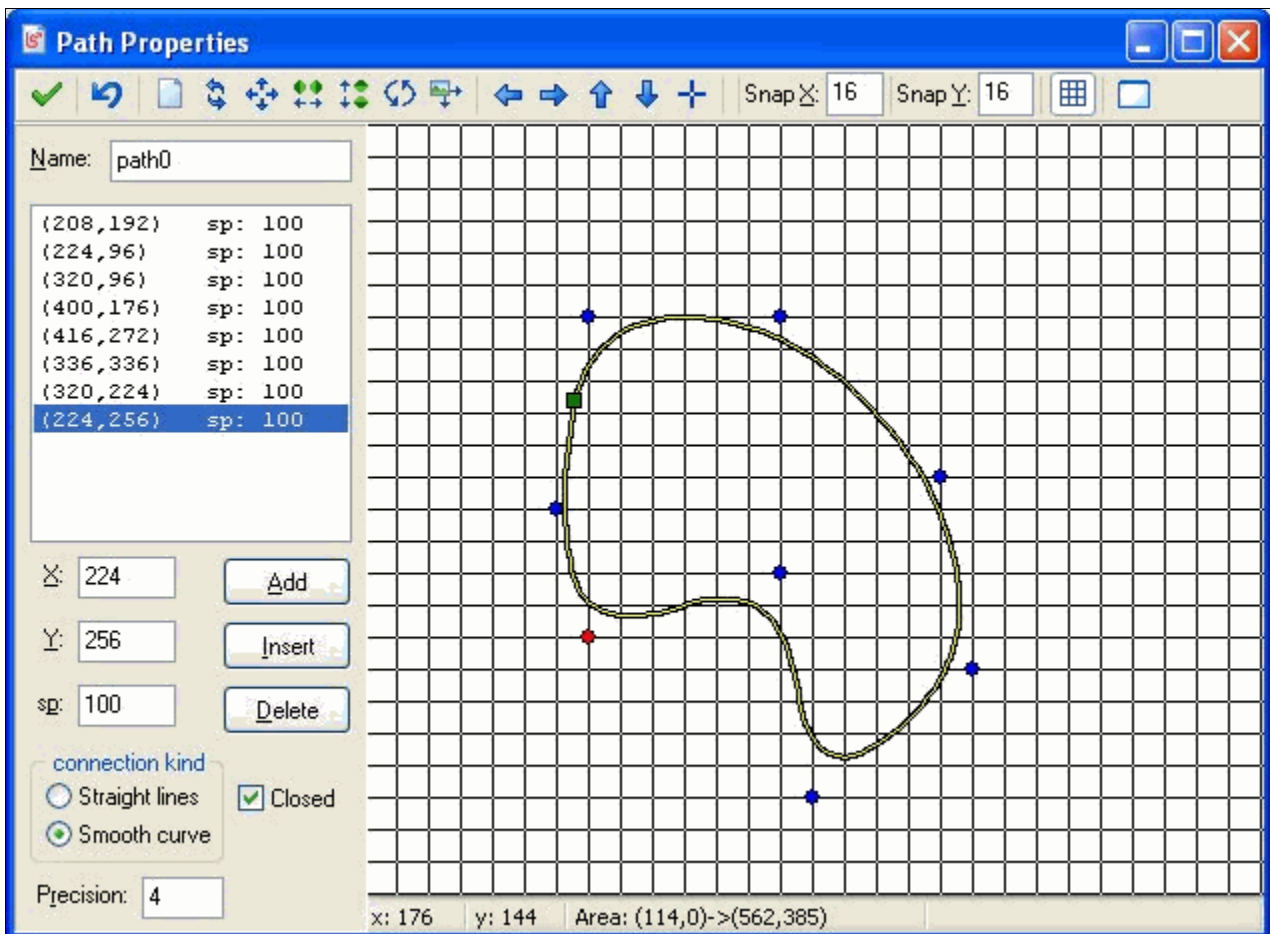 Path Properties
Snap X: 16 Snap Y: 16
Name: path0
(208,192) sp: 100
(224,96) sp: 100
(320,96) sp: 100
(400,176) sp: 100
(416,272) sp: 100
(336,336) sp: 100
(320,224) sp: 100
(224,256) sp: 100
X: 224 Add
Y: 256 Insert
sp: 100 Delete
connection kind
Straight lines Closed
Smooth curve
Precision: 4
x: 176 y: 144 Area: (114,0)->(562,385)